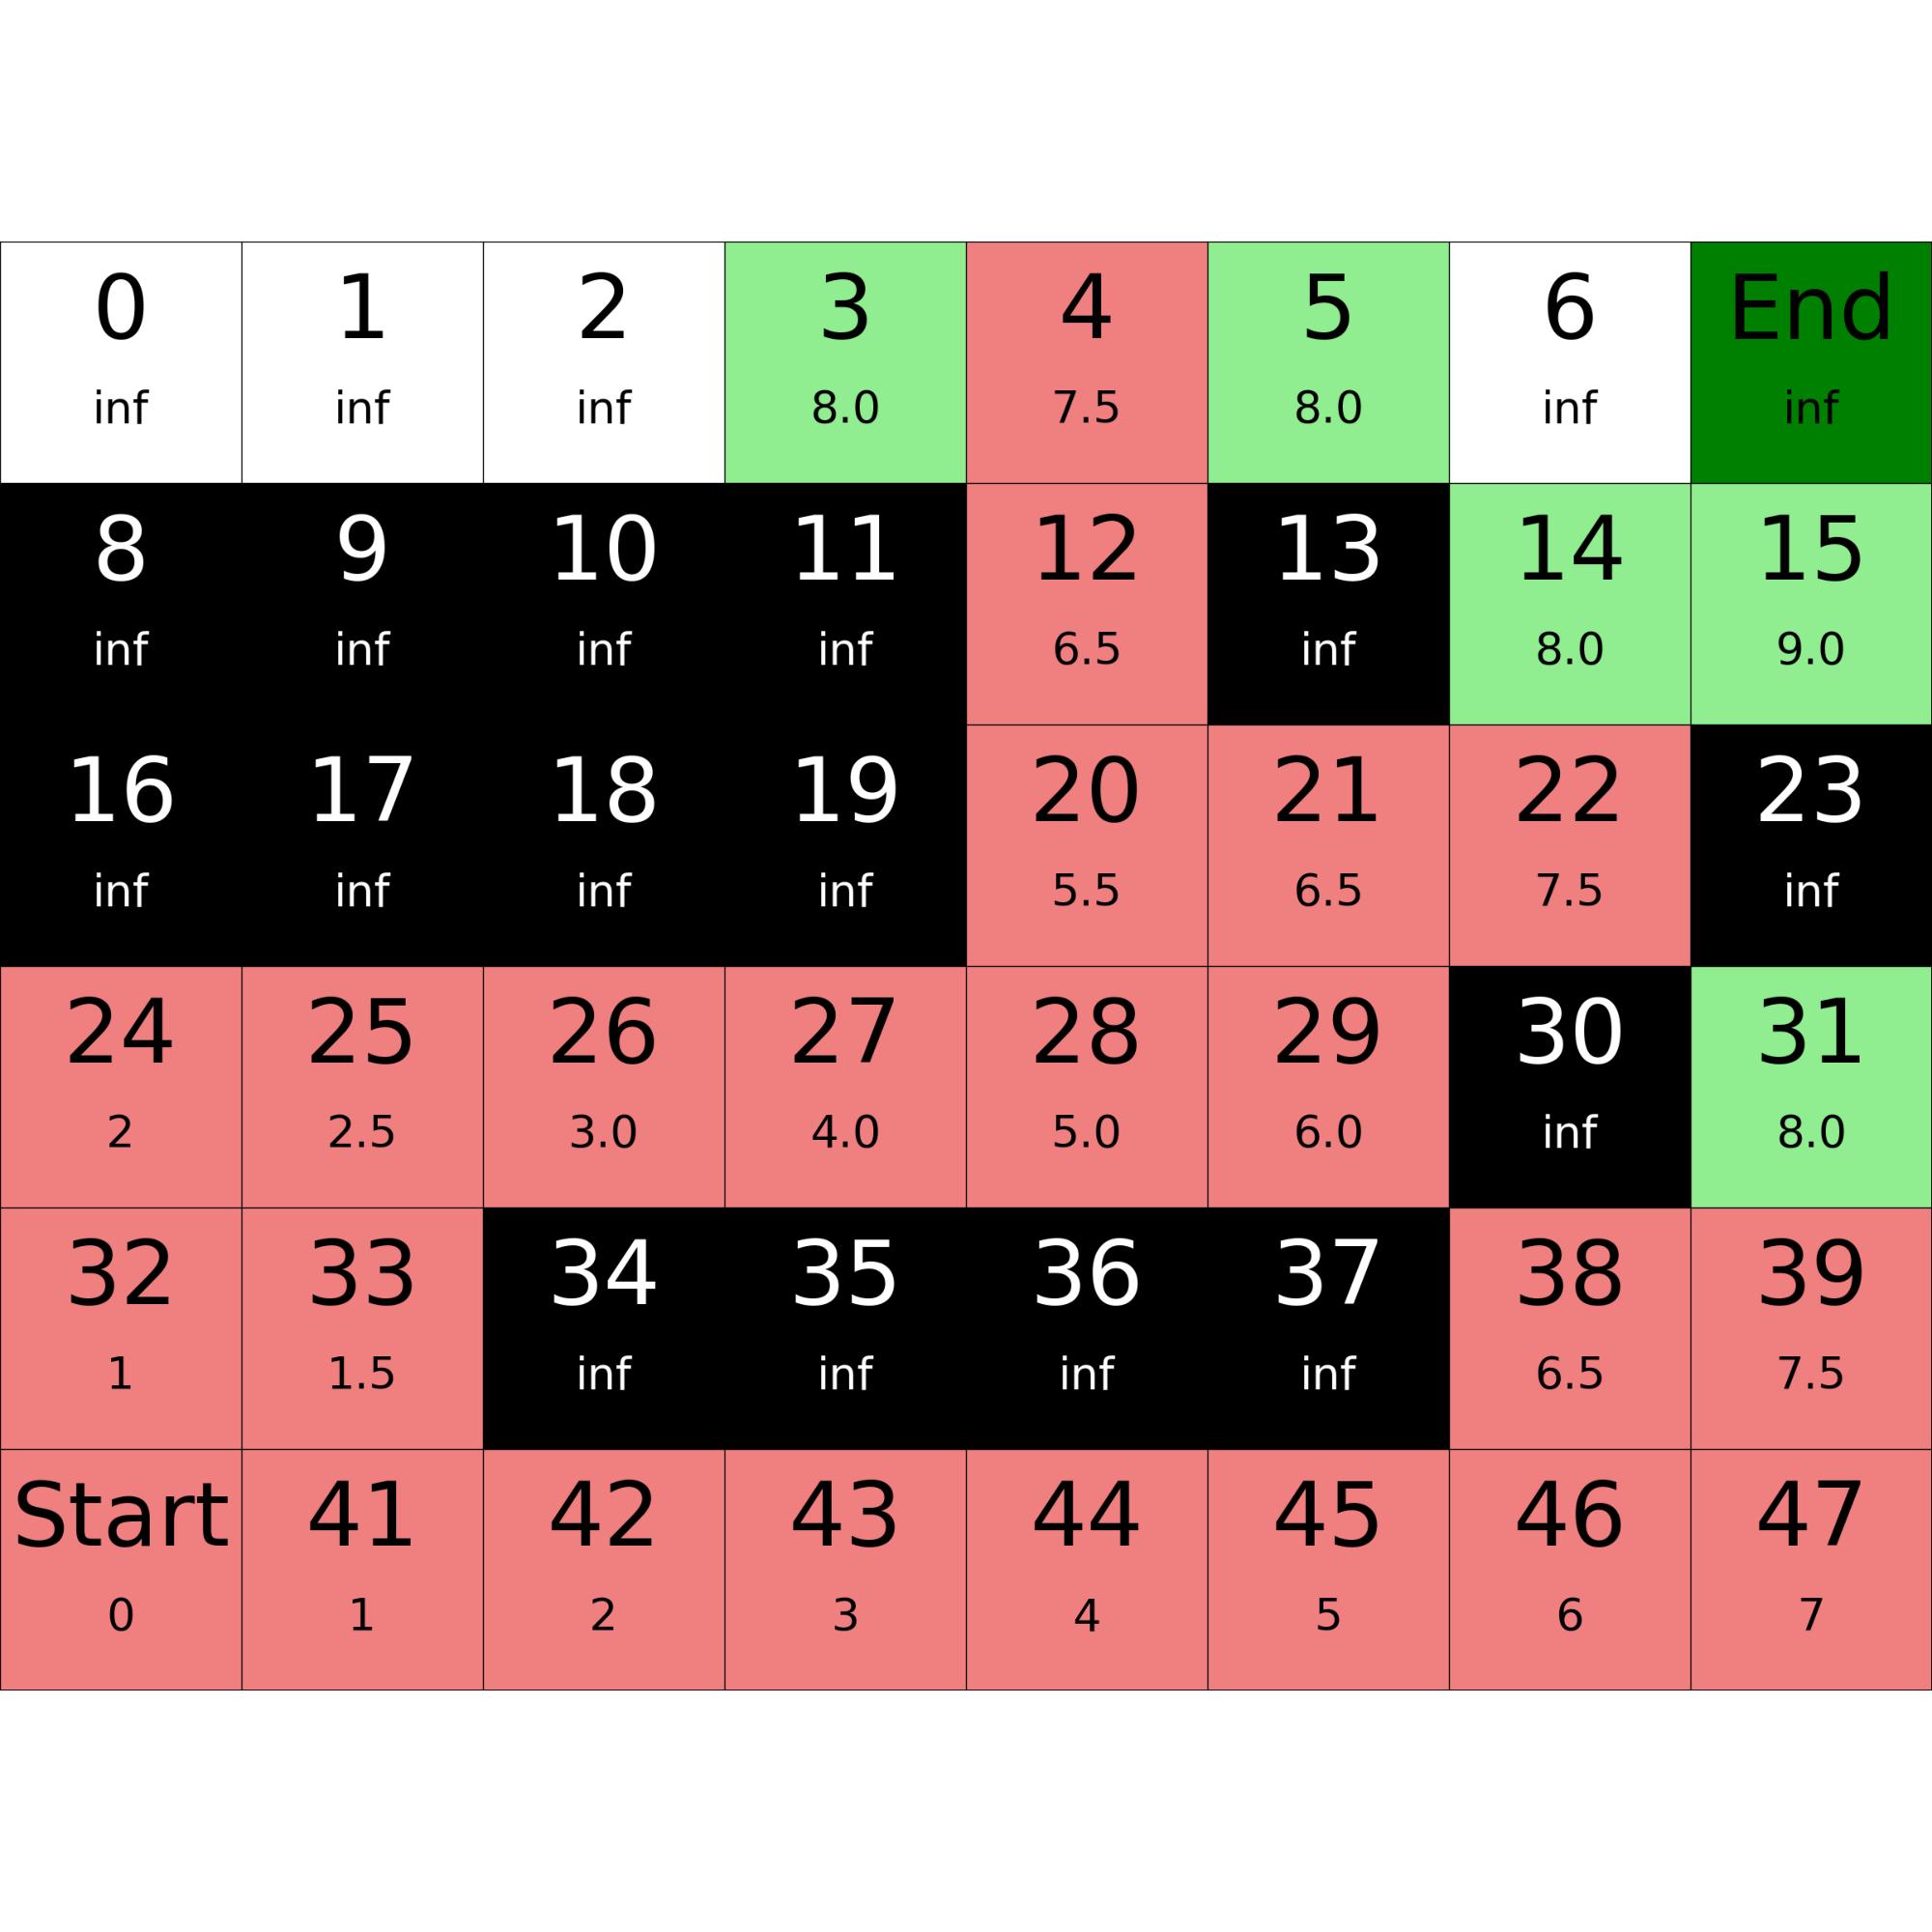 0 1 2 3 4 5 6 End
inf inf inf 8.0 7.5 8.0 inf inf
8 9 10 11 12 13 14 15
inf inf inf inf 6.5 inf 8.0 9.0
16 17 18 19 20 21 22 23
inf inf inf inf 5.5 6.5 7.5 inf
24 25 26 27 28 29 30 31
2 2.5 3.0 4.0 5.0 6.0 inf 8.0
32 33 34 35 36 37 38 39
1 1.5 inf inf inf inf 6.5 7.5
Start 41 42 43 44 45 46 47
0 1 2 3 4 5 6 7